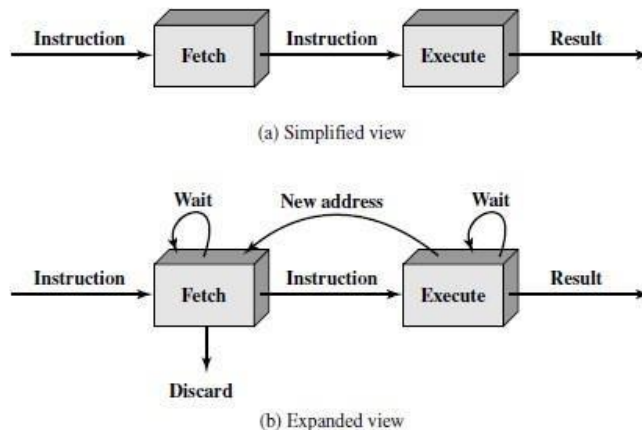 Instruction
Fetch
Instruction
Execute
Result
(a) Simplified view
Wait
New address
Wait
Instruction
Fetch
Instruction
Execute
Result
Discard
(b) Expanded view